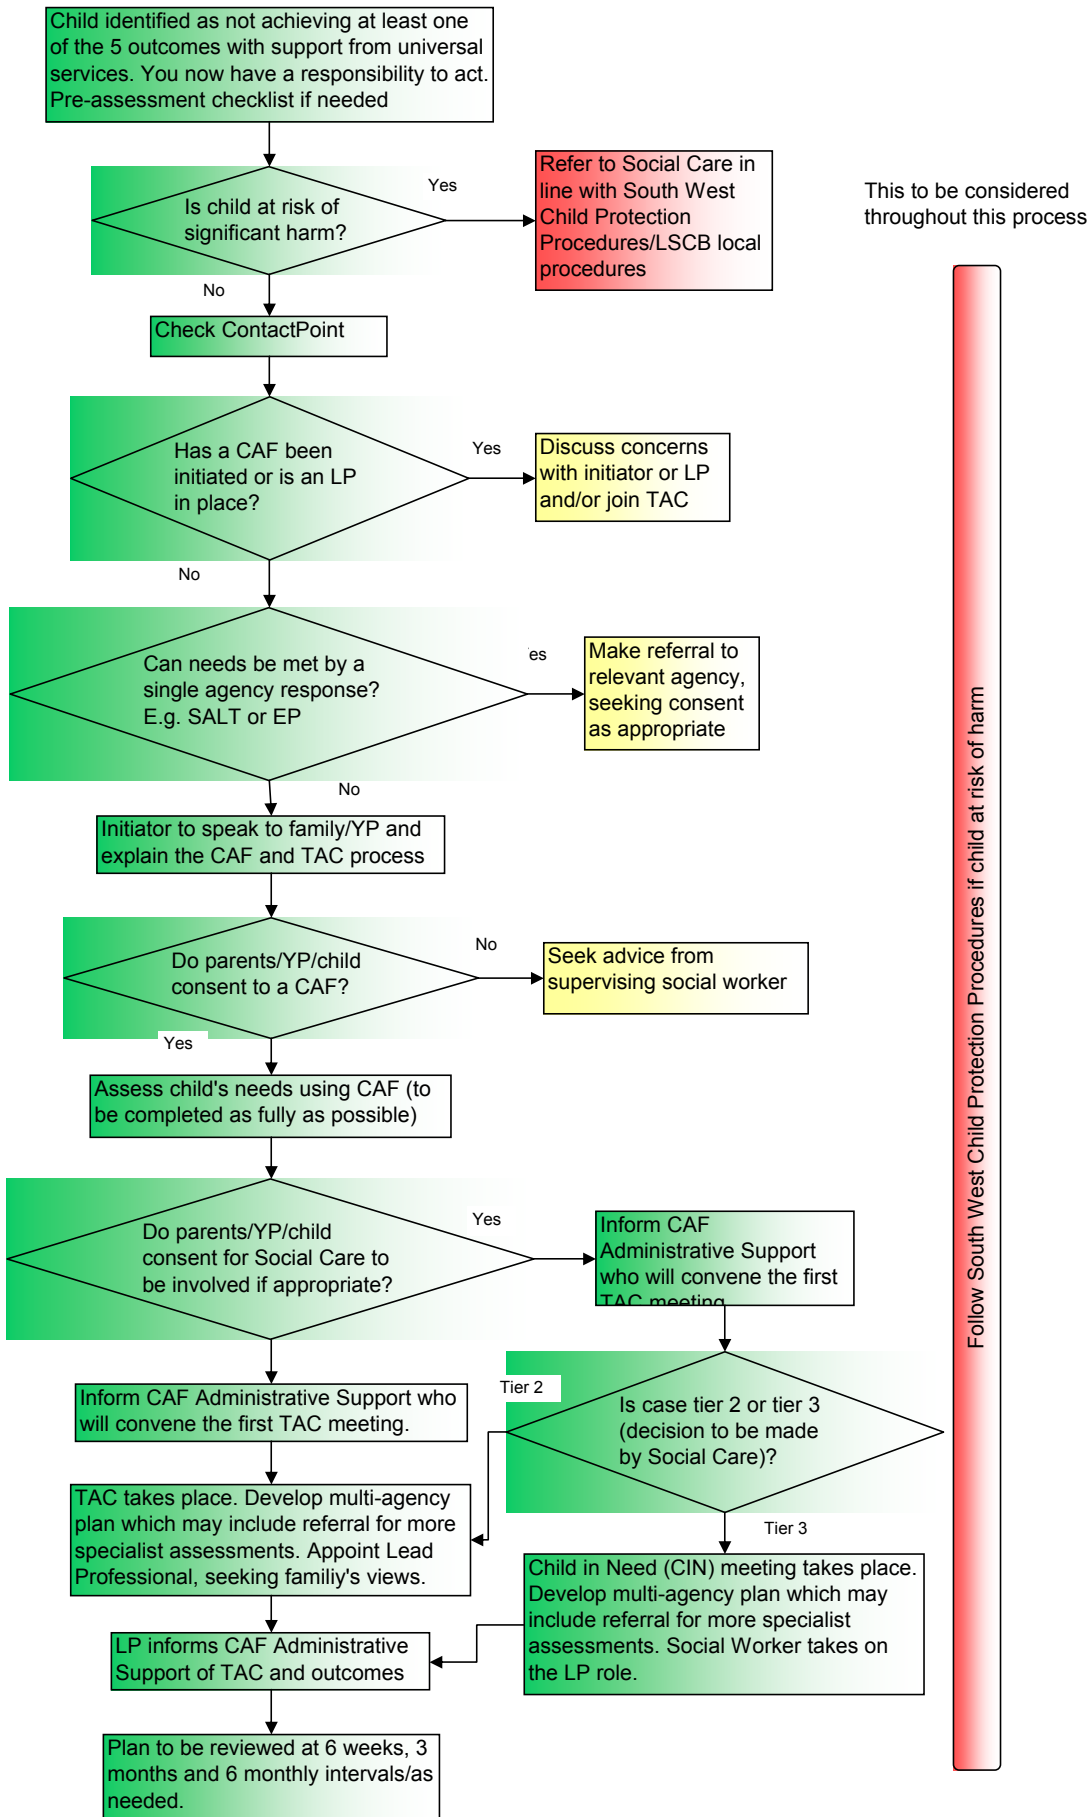 Child identified as not achieving at least one
of the 5 outcomes with support from universal
services. You now have a responsibility to act.
Pre-assessment checklist if needed
Is child at risk of
significant harm?
Yes
Refer to Social Care in
line with South West
Child Protection
Procedures/LSCB local
procedures
This to be considered
throughout this process
No
Check ContactPoint
Has a CAF been
initiated or is an LP
in place?
Yes
Discuss concerns
with initiator or LP
and/or join TAC
No
Can needs be met by a
single agency response?
E.g. SALT or EP
es
Make referral to
relevant agency,
seeking consent
as appropriate
No
Initiator to speak to family/YP and
explain the CAF and TAC process
Do parents/YP/child
consent to a CAF?
No
Seek advice from
supervising social worker
Yes
Assess child's needs using CAF (to
be completed as fully as possible)
Do parents/YP/child
consent for Social Care to
be involved if appropriate?
Yes
Inform CAF
Administrative Support
who will convene the first
TAC meeting
Inform CAF Administrative Support who
will convene the first TAC meeting.
Tier 2
Is case tier 2 or tier 3
(decision to be made
by Social Care)?
Tier 3
TAC takes place. Develop multi-agency
plan which may include referral for more
specialist assessments. Appoint Lead
Professional, seeking familiy's views.
Child in Need (CIN) meeting takes place.
Develop multi-agency plan which may
include referral for more specialist
assessments. Social Worker takes on
the LP role.
LP informs CAF Administrative
Support of TAC and outcomes
Plan to be reviewed at 6 weeks, 3
months and 6 monthly intervals/as
needed.
Follow South West Child Protection Procedures if child at risk of harm